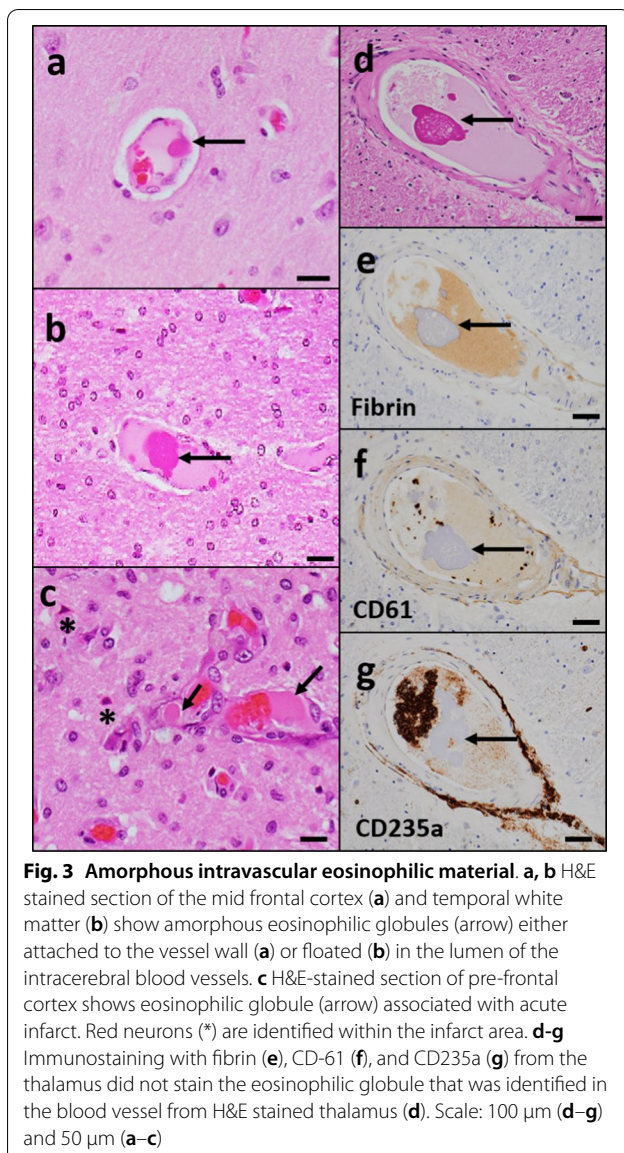 a
b
c
*
*
d
e
Fibrin
f
CD61
g
CD235a
Fig. 3 Amorphous intravascular eosinophilic material. a, b H&E
stained section of the mid frontal cortex (a) and temporal white
matter (b) show amorphous eosinophilic globules (arrow) either
attached to the vessel wall (a) or floated (b) in the lumen of the
intracerebral blood vessels. c H&E-stained section of pre-frontal
cortex shows eosinophilic globule (arrow) associated with acute
infarct. Red neurons (*) are identified within the infarct area. d-g
Immunostaining with fibrin (e), CD-61 (f), and CD235a (g) from the
thalamus did not stain the eosinophilic globule that was identified in
the blood vessel from H&E stained thalamus (d). Scale: 100 μm (d–g)
and 50 μm (a–c)